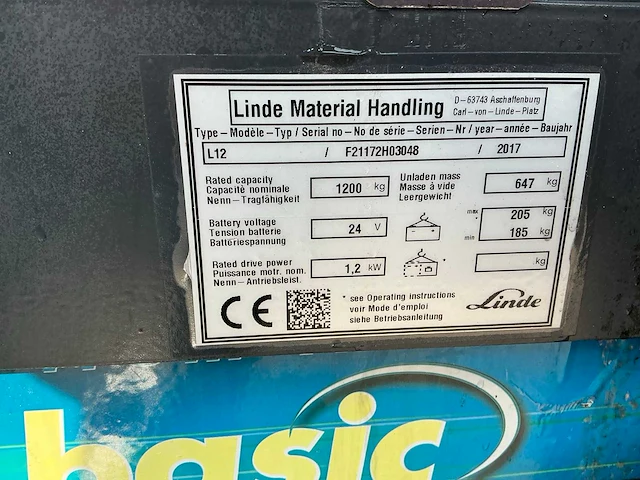 Linde Material Handling D-63743 Aschaffenburg
Carl-von-Linde-Platz
Type-Modèle-Typ / Serial no-No de série-Serien-Nr / year-année-Baujahr
L12 / F21172H03048 / 2017
Rated capacity
Capacité nominale
Nenn-Tragfähigkeit
1200 kg
Unladen mass
Masse à vide
Leergewicht
647 kg
Battery voltage
Tension batterie
Batteriespannung
24 V
max 205 kg
min 185 kg
Rated drive power
Puissance motr. nom.
Nenn-Antriebsleist.
1,2 kW
*
kg
CE
* see Operating instructions
voir Mode d'emploi
siehe Betriebsanleitung
Linde
basic